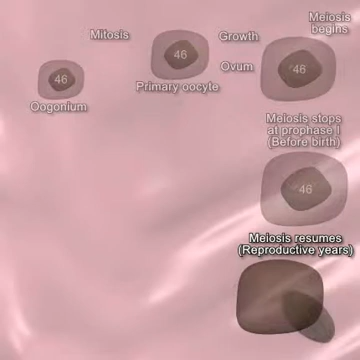 Mitosis
46
Oogonium
46
Primary oocyte
Growth
Ovum
Meiosis
begins
46
Meiosis stops
at prophase I
(Before birth)
46
Meiosis resumes
(Reproductive years)